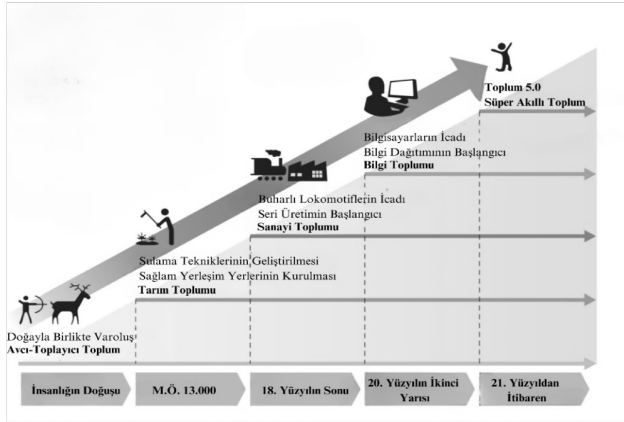 Toplum 5.0
Süper Akıllı Toplum
Bilgisayarların İcadı
Bilgi Dağıtımının Başlangıcı
Bilgi Toplumu
Buharlı Lokomotiflerin İcadı
Seri Üretimin Başlangıcı
Sanayi Toplumu
Sulama Tekniklerinin Geliştirilmesi
Sağlam Yerleşim Yerlerinin Kurulması
Tarım Toplumu
Doğayla Birlikte Varoluş
Avcı-Toplayıcı Toplum
İnsanlığın Doğuşu
M.Ö. 13.000
18. Yüzyılın Sonu
20. Yüzyılın İkinci
Yarısı
21. Yüzyıldan
İtibaren